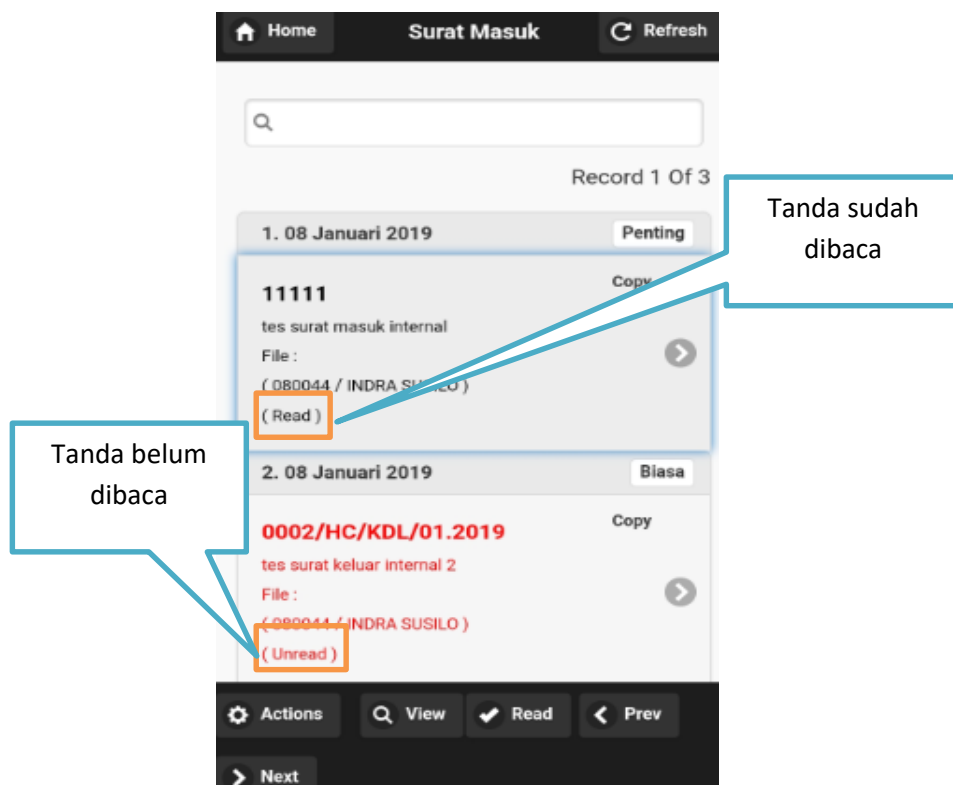 Home Surat Masuk Refresh
Record 1 Of 3
1. 08 Januari 2019 Penting
Copy
11111
tes surat masuk internal
File :
( 080044 / INDRA SUSILO )
( Read )
Tanda sudah
dibaca
Tanda belum
dibaca
2. 08 Januari 2019 Biasa
Copy
0002/HC/KDL/01.2019
tes surat keluar internal 2
File :
( 080044 / INDRA SUSILO )
( Unread )
Actions View Read Prev
Next